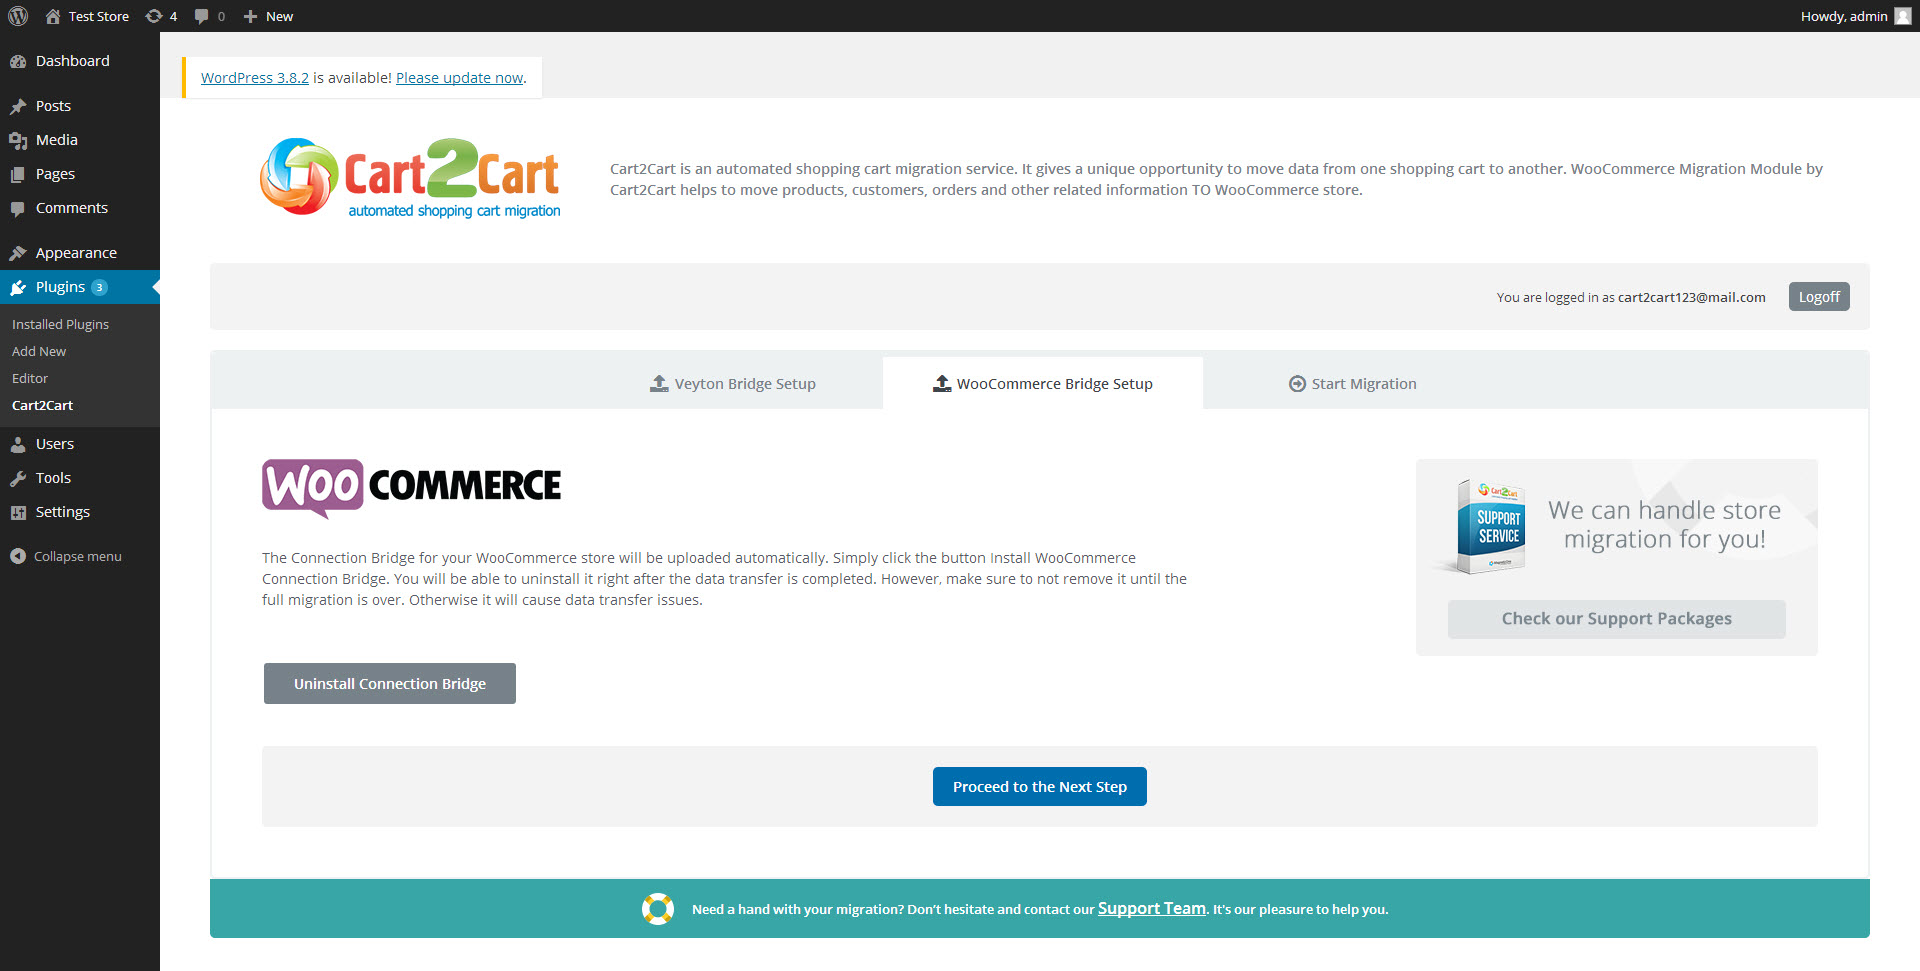 Test Store 4 0 New Howdy, admin
Dashboard
Posts
Media
Pages
Comments
Appearance
Plugins 3
Installed Plugins
Add New
Editor
Cart2Cart
Users
Tools
Settings
Collapse menu
WordPress 3.8.2 is available! Please update now.
Cart2Cart
automated shopping cart migration
Cart2Cart is an automated shopping cart migration service. It gives a unique opportunity to move data from one shopping cart to another. WooCommerce Migration Module by
Cart2Cart helps to move products, customers, orders and other related information TO WooCommerce store.
You are logged in as cart2cart123@mail.com Logoff
Veyton Bridge Setup WooCommerce Bridge Setup Start Migration
WOO COMMERCE
The Connection Bridge for your WooCommerce store will be uploaded automatically. Simply click the button Install WooCommerce
Connection Bridge. You will be able to uninstall it right after the data transfer is completed. However, make sure to not remove it until the
full migration is over. Otherwise it will cause data transfer issues.
Uninstall Connection Bridge
Cart2Cart
SUPPORT
SERVICE
We can handle store
migration for you!
Check our Support Packages
Proceed to the Next Step
Need a hand with your migration? Don't hesitate and contact our Support Team. It's our pleasure to help you.